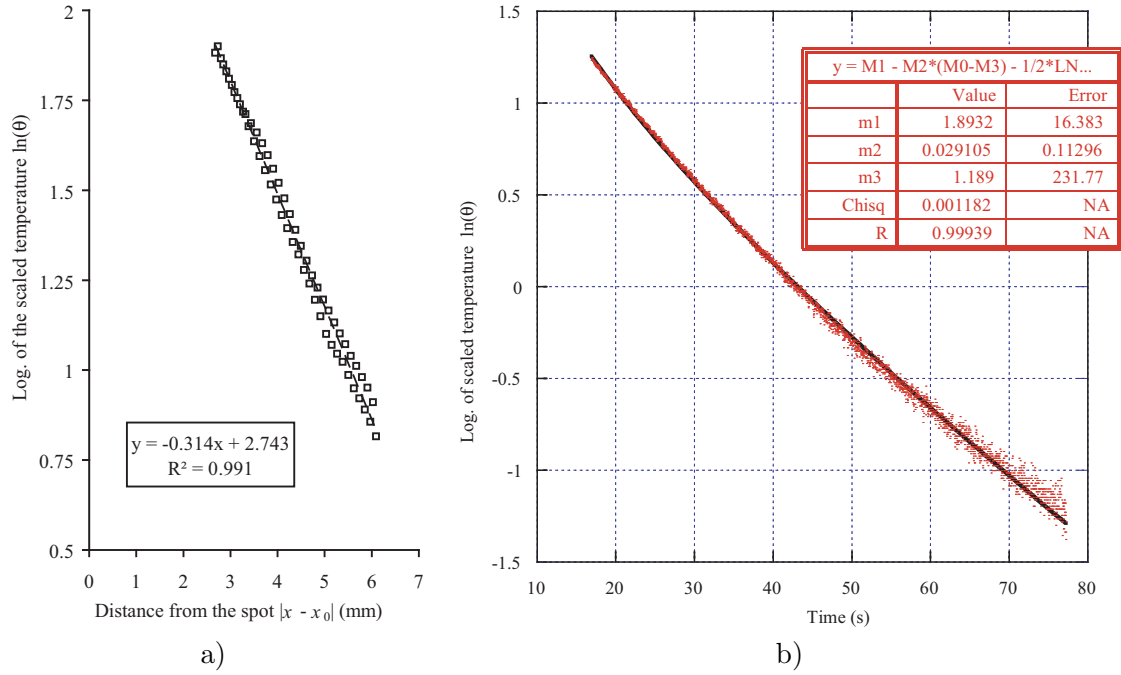 2
1.75
1.5
1.25
1
0.75
0.5
0 1 2 3 4 5 6 7
Log. of the scaled temperature ln(θ)
y = -0.314x + 2.743
R² = 0.991
Distance from the spot |x - x₀| (mm)
a)
1.5
1
0.5
0
-0.5
-1
-1.5
10 20 30 40 50 60 70 80
Log. of scaled temperature ln(θ)
y = M1 - M2*(M0-M3) - 1/2*LN...
Value Error
m1 1.8932 16.383
m2 0.029105 0.11296
m3 1.189 231.77
Chisq 0.001182 NA
R 0.99939 NA
Time (s)
b)